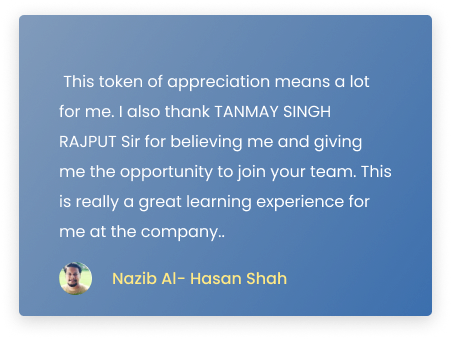 This token of appreciation means a lot
for me. I also thank TANMAY SINGH
RAJPUT Sir for believing me and giving
me the opportunity to join your team. This
is really a great learning experience for
me at the company..
Nazib Al- Hasan Shah